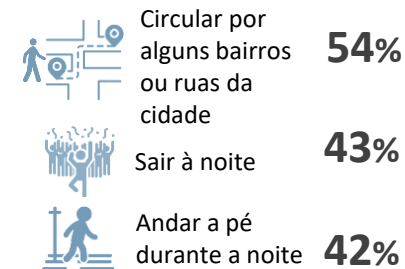 Circular por
alguns bairros
ou ruas da
cidade
54%
Sair à noite
43%
Andar a pé
durante a noite
42%